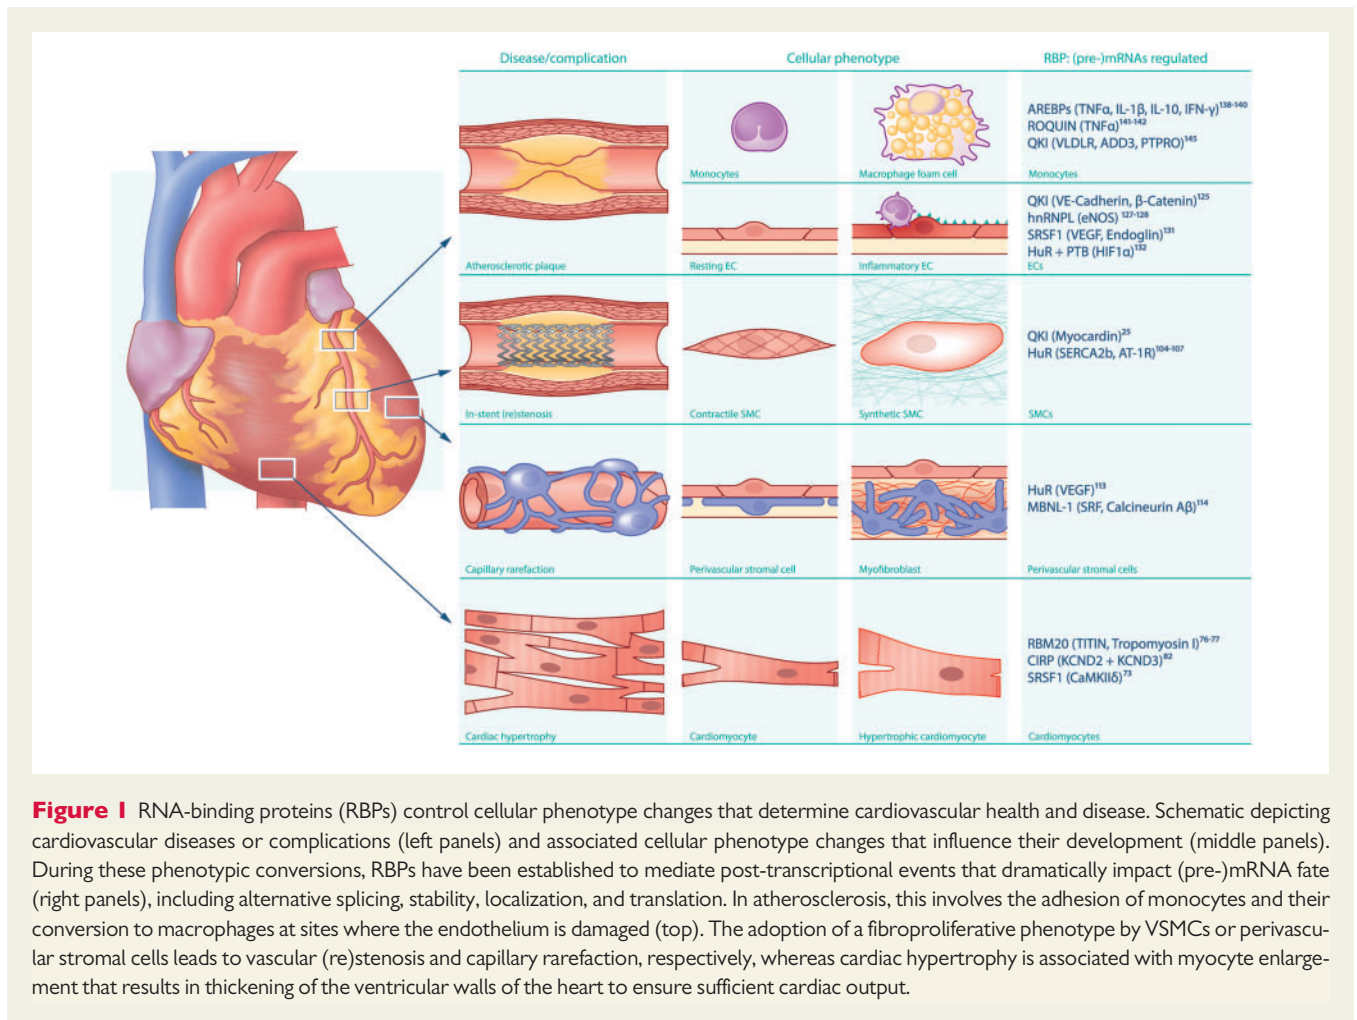 Disease/complication
Cellular phenotype
RBP: (pre-)mRNAs regulated
AREBPs (TNFα, IL-1β, IL-10, IFN-γ)138-140
ROQUIN (TNFα)141-142
QKI (VLDLR, ADD3, PTPRO)145
Monocytes
Macrophage foam cell
Monocytes
QKI (VE-Cadherin, β-Catenin)125
hnRNPL (eNOS) 127-128
SRSF1 (VEGF, Endoglin)131
HuR + PTB (HIF1α)132
Atherosclerotic plaque
Resting EC
Inflammatory EC
ECs
QKI (Myocardin)25
HuR (SERCA2b, AT-1R)104-107
In-stent (re)stenosis
Contractile SMC
Synthetic SMC
SMCs
HuR (VEGF)113
MBNL-1 (SRF, Calcineurin Aβ)114
Capillary rarefaction
Perivascular stromal cell
Myofibroblast
Perivascular stromal cells
RBM20 (TITIN, Tropomyosin I)76-77
CIRP (KCND2 + KCND3)82
SRSF1 (CaMKIIδ)73
Cardiac hypertrophy
Cardiomyocyte
Hypertrophic cardiomyocyte
Cardiomyocytes
Figure 1 RNA-binding proteins (RBPs) control cellular phenotype changes that determine cardiovascular health and disease. Schematic depicting
cardiovascular diseases or complications (left panels) and associated cellular phenotype changes that influence their development (middle panels).
During these phenotypic conversions, RBPs have been established to mediate post-transcriptional events that dramatically impact (pre-)mRNA fate
(right panels), including alternative splicing, stability, localization, and translation. In atherosclerosis, this involves the adhesion of monocytes and their
conversion to macrophages at sites where the endothelium is damaged (top). The adoption of a fibroproliferative phenotype by VSMCs or perivascu-
lar stromal cells leads to vascular (re)stenosis and capillary rarefaction, respectively, whereas cardiac hypertrophy is associated with myocyte enlarge-
ment that results in thickening of the ventricular walls of the heart to ensure sufficient cardiac output.